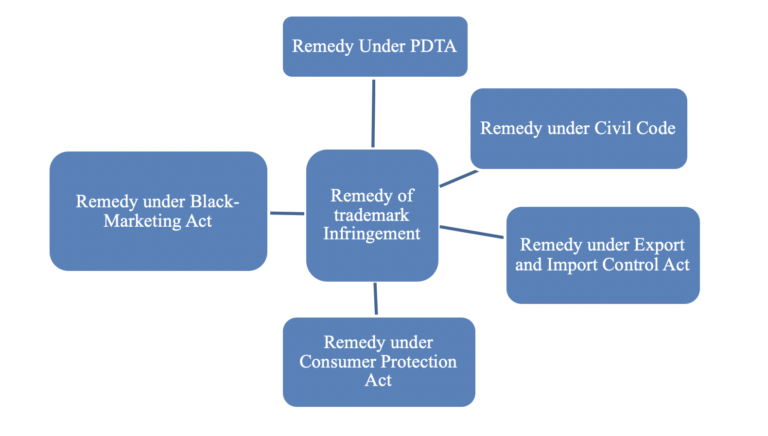 Remedy Under PDTA
Remedy under Civil Code
Remedy under Black-
Marketing Act
Remedy of
trademark
Infringement
Remedy under Export
and Import Control Act
Remedy under
Consumer Protection
Act